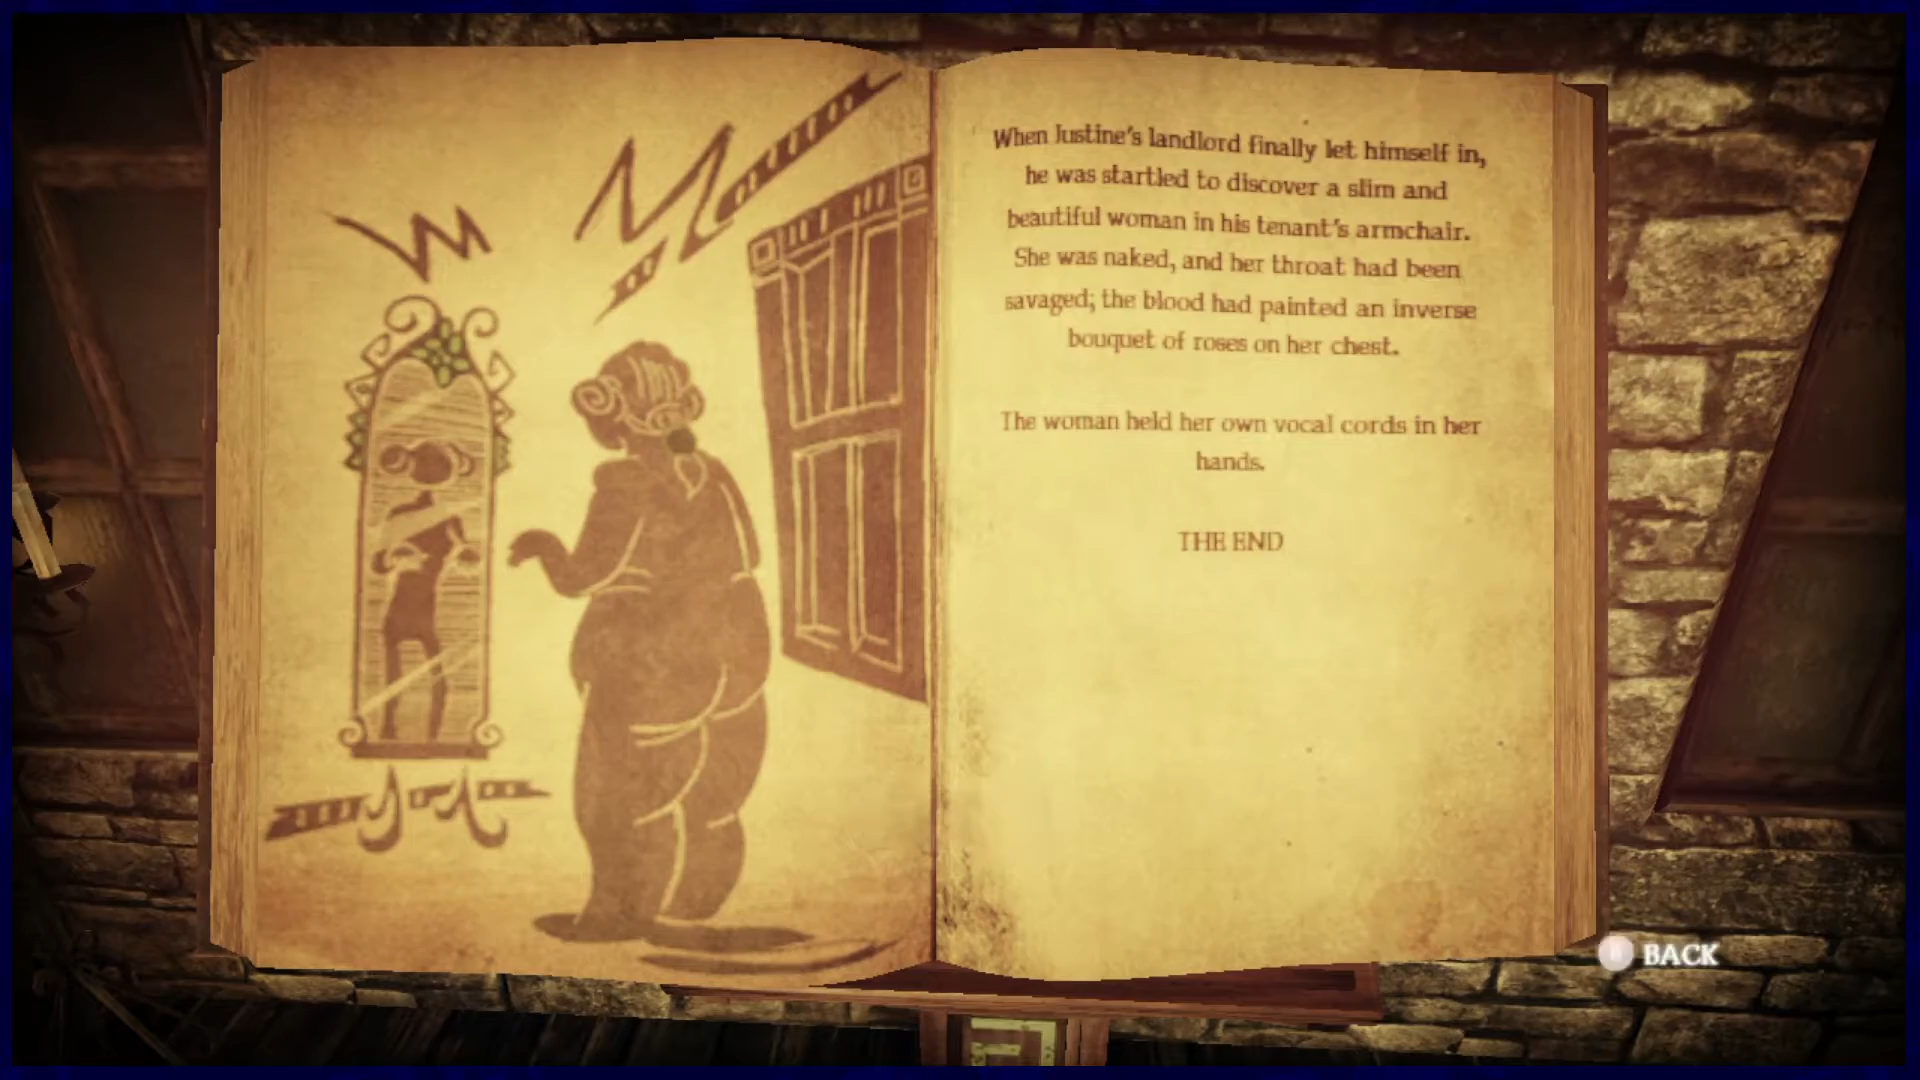 When Justine's landlord finally let himself in,
he was startled to discover a slim and
beautiful woman in his tenant's armchair.
She was naked, and her throat had been
savaged; the blood had painted an inverse
bouquet of roses on her chest.
The woman held her own vocal cords in her
hands.
THE END
BACK